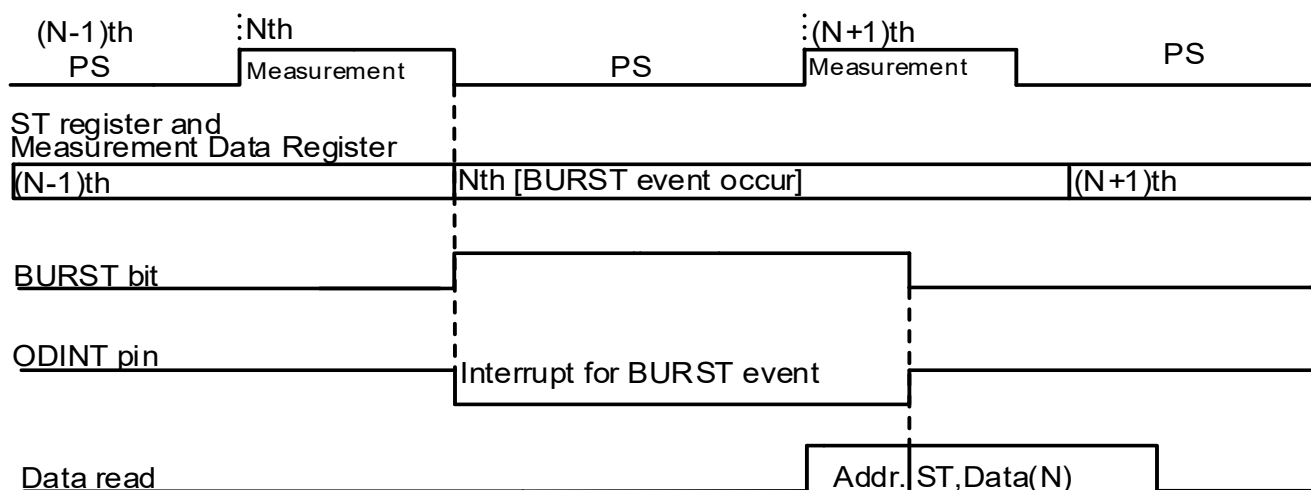 (N-1)th
Nth
(N+1)th
PS
Measurement
PS
Measurement
PS
ST register and
Measurement Data Register
(N-1)th
Nth [BURST event occur]
(N+1)th
BURST bit
ODINT pin
Interrupt for BURST event
Data read
Addr. ST,Data(N)